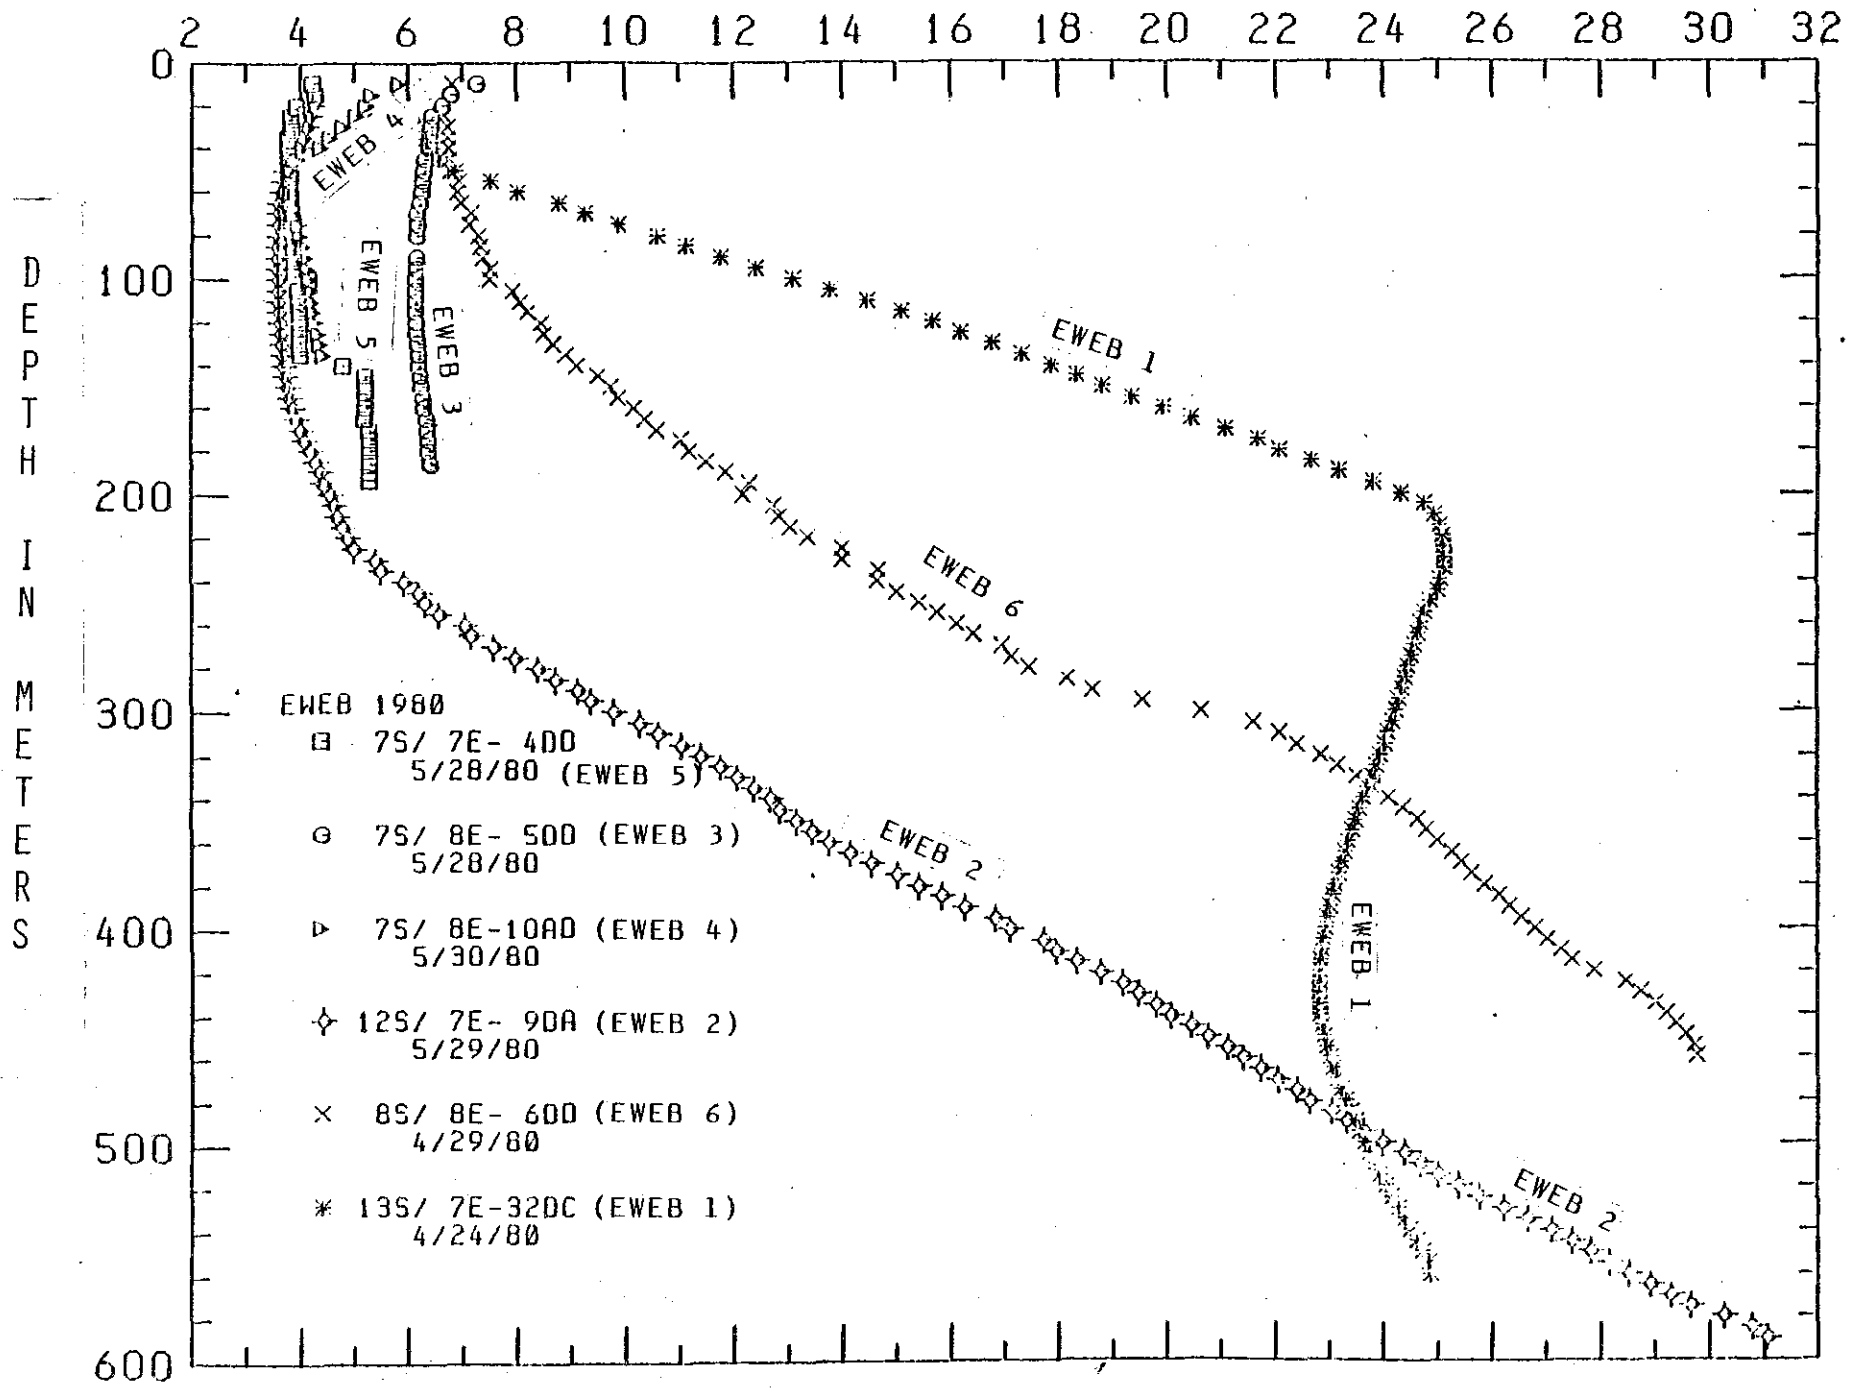 2 4 6 8 10 12 14 16 18 20 22 24 26 28 30 32
0
100
200
300
400
500
600
DEPTH IN METERS
EWEB 4
EWEB 5
EWEB 3
EWEB 1
EWEB 6
EWEB 2
EWEB 1
EWEB 2
EWEB 1980
7S/ 7E- 4DD
5/28/80 (EWEB 5)
7S/ 8E- 5DD (EWEB 3)
5/28/80
7S/ 8E-10AD (EWEB 4)
5/30/80
12S/ 7E- 9DA (EWEB 2)
5/29/80
8S/ 8E- 6DD (EWEB 6)
4/29/80
13S/ 7E-32DC (EWEB 1)
4/24/80